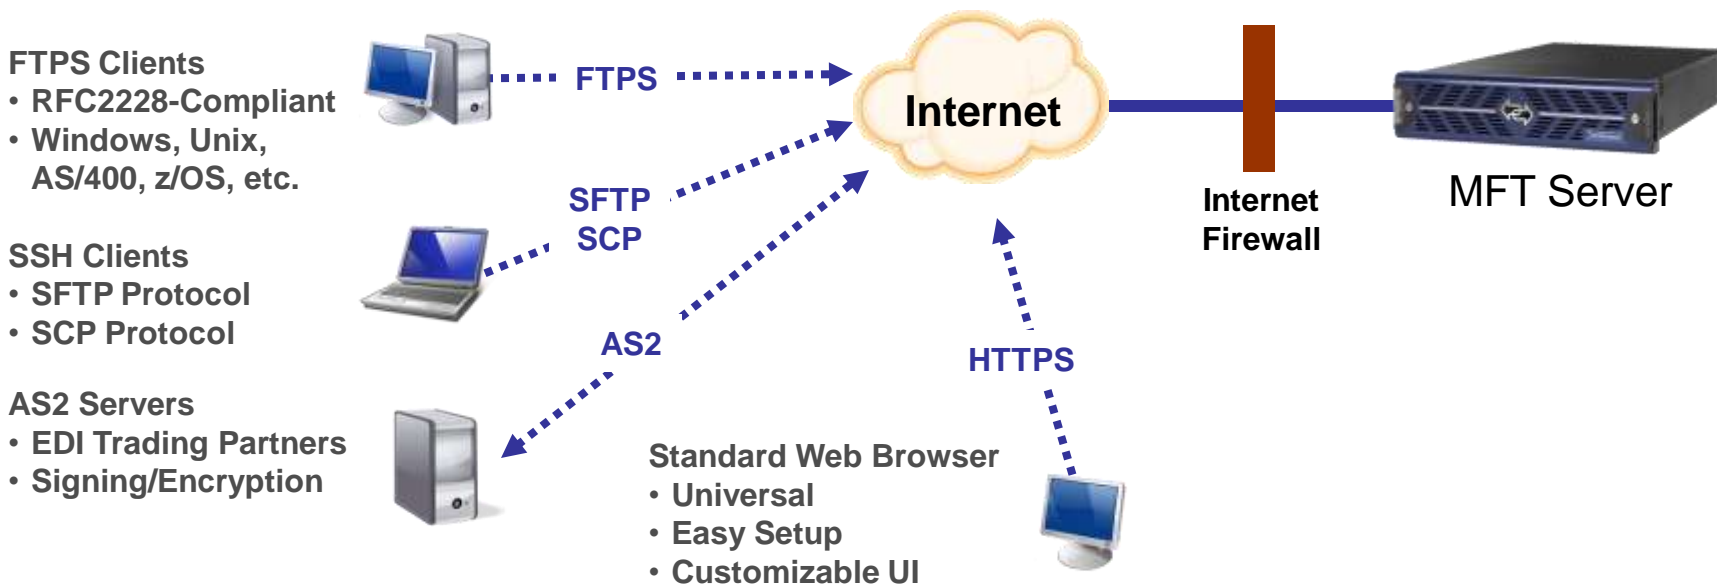 FTPS Clients
• RFC2228-Compliant
• Windows, Unix,
AS/400, z/OS, etc.
SSH Clients
• SFTP Protocol
• SCP Protocol
AS2 Servers
• EDI Trading Partners
• Signing/Encryption
FTPS
SFTP
SCP
AS2
HTTPS
Standard Web Browser
• Universal
• Easy Setup
• Customizable UI
Internet
Internet
Firewall
MFT Server